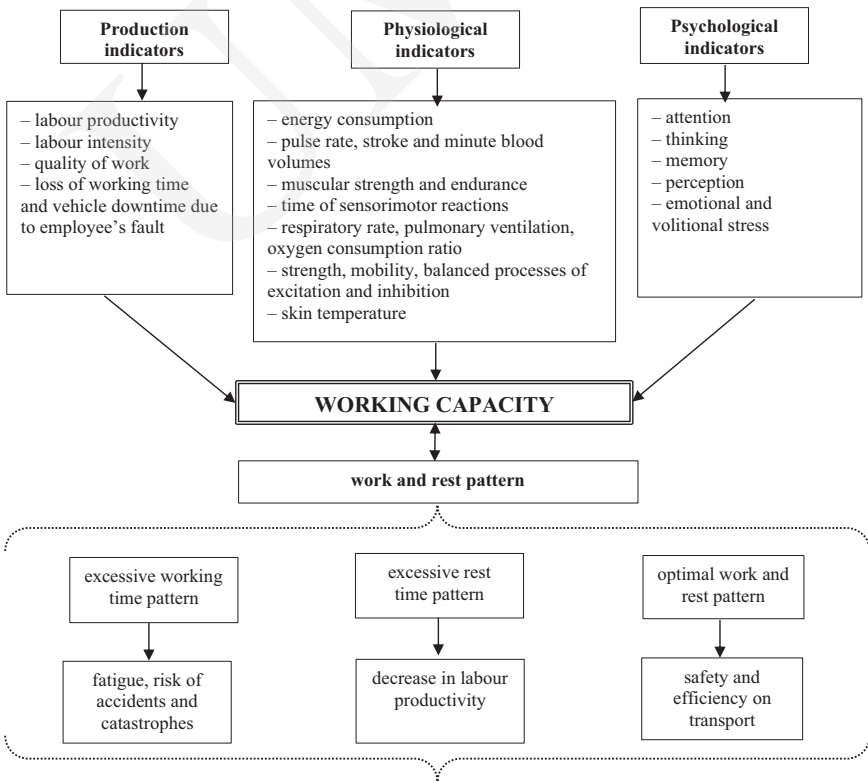 Production
indicators
Physiological
indicators
Psychological
indicators
– labour productivity
– labour intensity
– quality of work
– loss of working time
and vehicle downtime due
to employee’s fault
– energy consumption
– pulse rate, stroke and minute blood
volumes
– muscular strength and endurance
– time of sensorimotor reactions
– respiratory rate, pulmonary ventilation,
oxygen consumption ratio
– strength, mobility, balanced processes of
excitation and inhibition
– skin temperature
– attention
– thinking
– memory
– perception
– emotional and
volitional stress
WORKING CAPACITY
work and rest pattern
excessive working
time pattern
excessive rest
time pattern
optimal work and
rest pattern
fatigue, risk of
accidents and
catastrophes
decrease in labour
productivity
safety and
efficiency on
transport